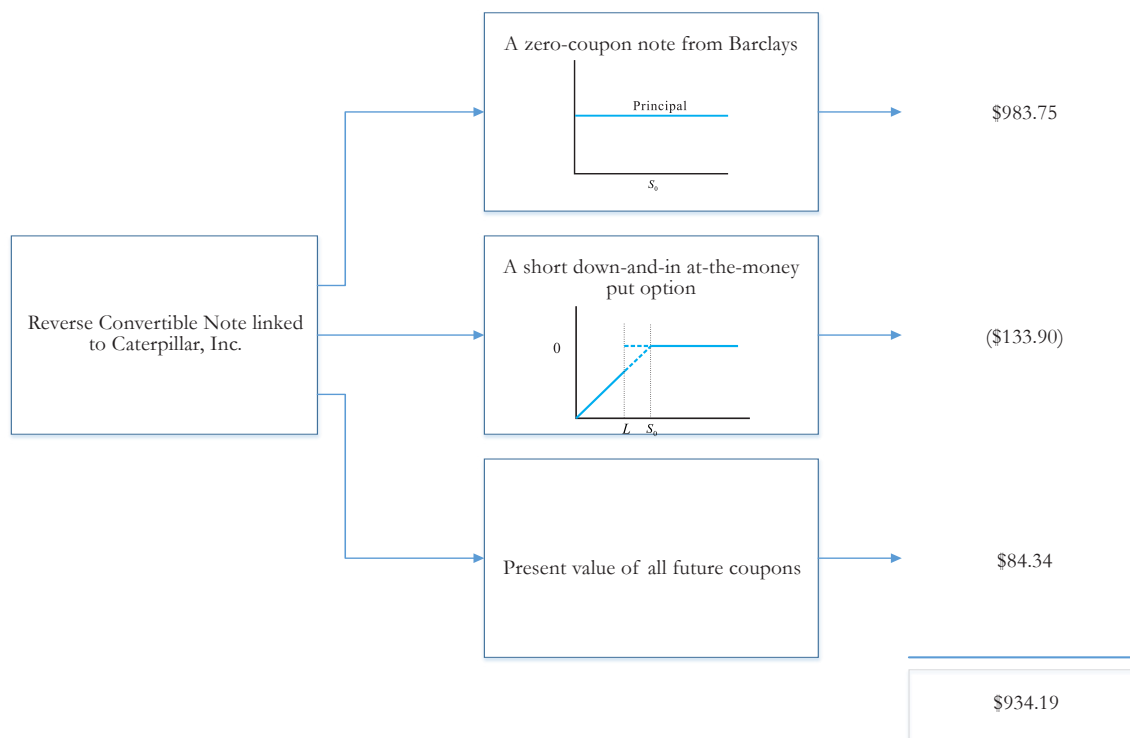 A zero-coupon note from Barclays
Principal
S₀
$983.75
Reverse Convertible Note linked
to Caterpillar, Inc.
A short down-and-in at-the-money
put option
0
L S₀
($133.90)
Present value of all future coupons
$84.34
$934.19